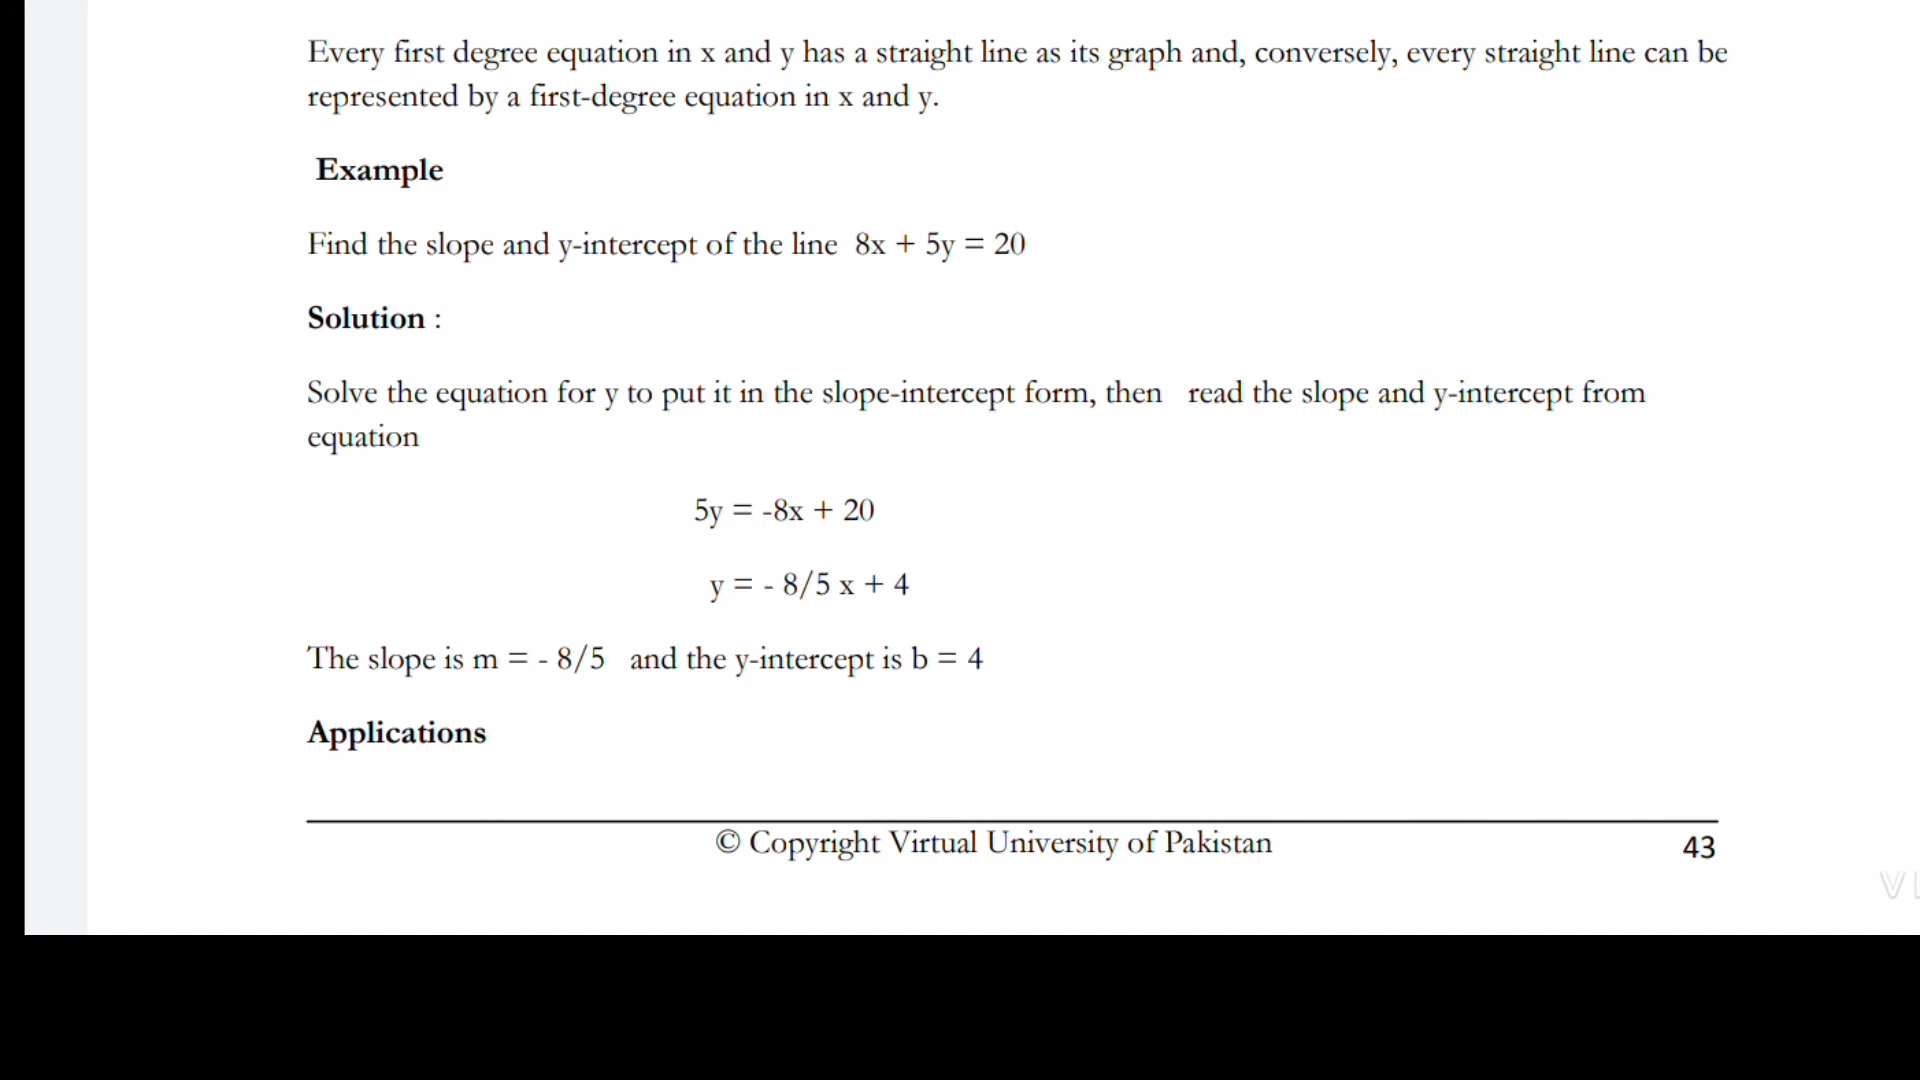 Every first degree equation in x and y has a straight line as its graph and, conversely, every straight line can be
represented by a first-degree equation in x and y.
Example
Find the slope and y-intercept of the line 8x + 5y = 20
Solution :
Solve the equation for y to put it in the slope-intercept form, then read the slope and y-intercept from
equation
5y = -8x + 20
y = - 8/5 x + 4
The slope is m = - 8/5 and the y-intercept is b = 4
Applications
© Copyright Virtual University of Pakistan 43